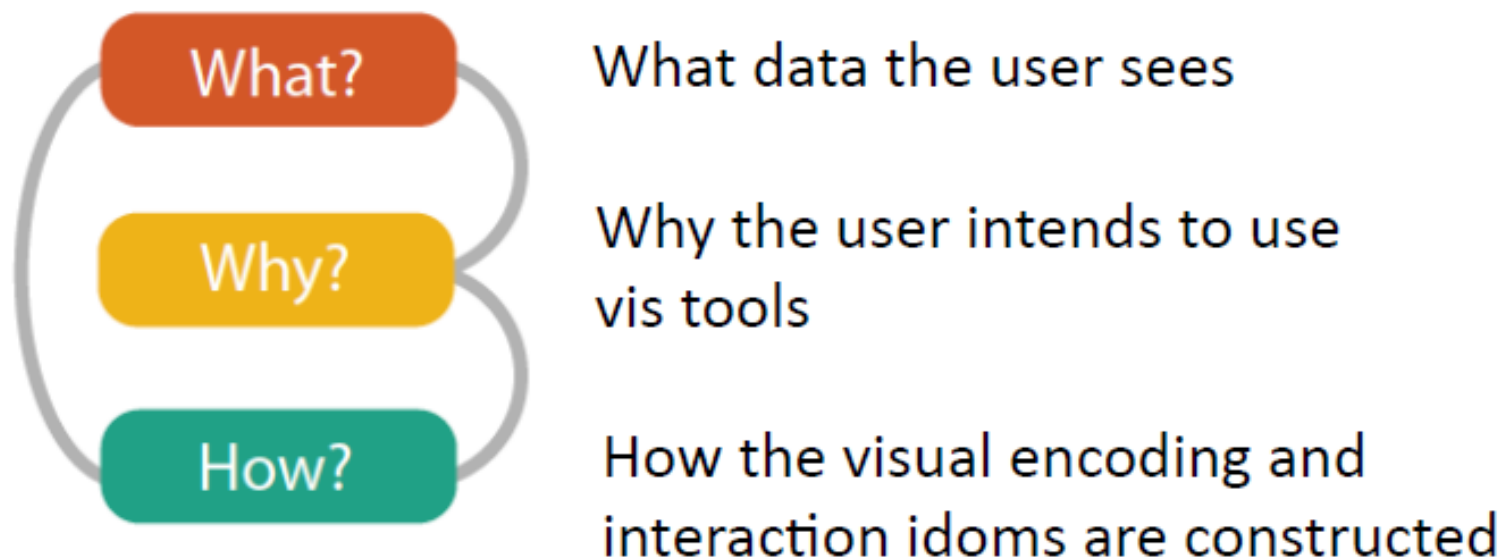 What?
What data the user sees
Why?
Why the user intends to use
vis tools
How?
How the visual encoding and
interaction idoms are constructed